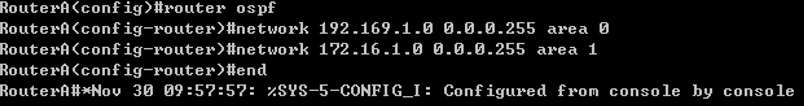 RouterA(config)#router ospf
RouterA(config-router)#network 192.169.1.0 0.0.0.255 area 0
RouterA(config-router)#network 172.16.1.0 0.0.0.255 area 1
RouterA(config-router)#end
RouterA#*Nov 30 09:57:57: %SYS-5-CONFIG_I: Configured from console by console